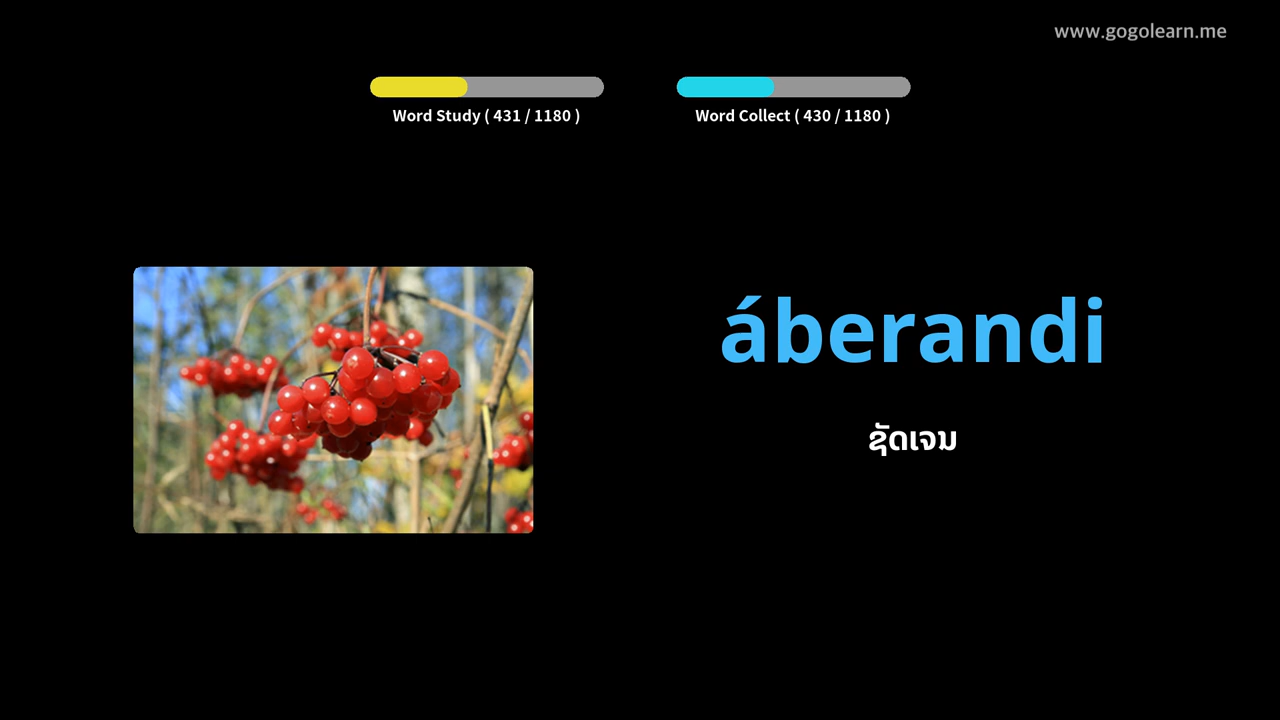 www.gogolearn.me
Word Study ( 431 / 1180 )
Word Collect ( 430 / 1180 )
áberandi
ຊັດເຈນ